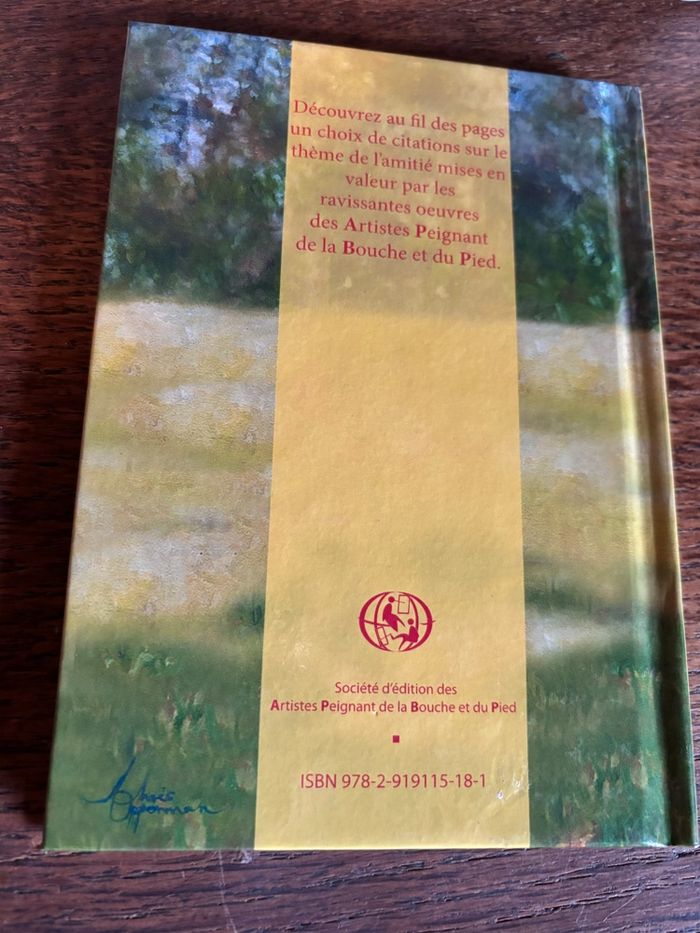 Découvrez au fil des pages
un choix de citations sur le
thème de l'amitié mises en
valeur par les
ravissantes oeuvres
des Artistes Peignant
de la Bouche et du Pied.
Société d'édition des
Artistes Peignant de la Bouche et du Pied
ISBN 978-2-919115-18-1
Chris
Opperman